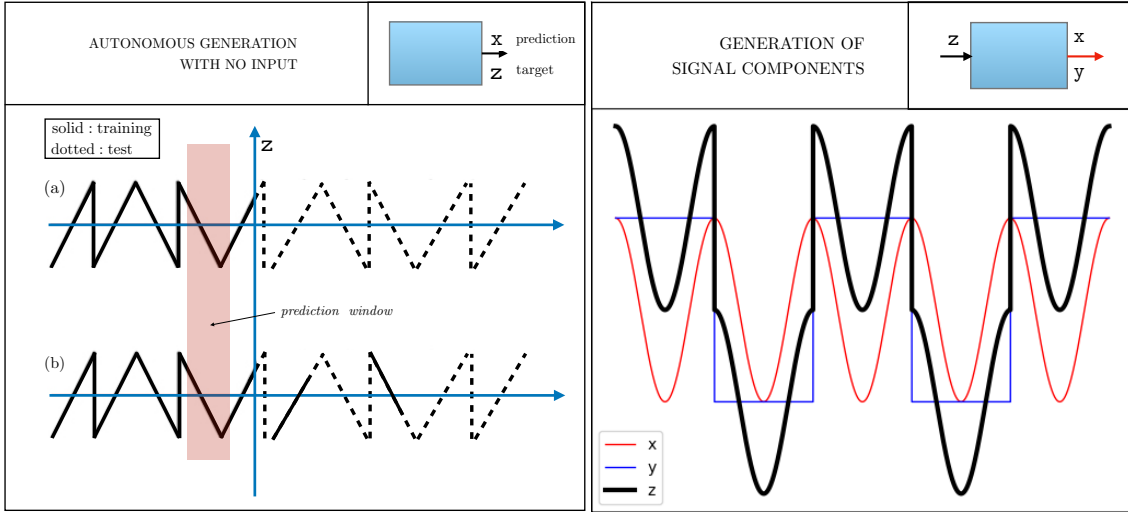 AUTONOMOUS GENERATION
WITH NO INPUT
x prediction
z target
solid : training
dotted : test
z
(a)
prediction window
(b)
GENERATION OF
SIGNAL COMPONENTS
z
x
y
x
y
z